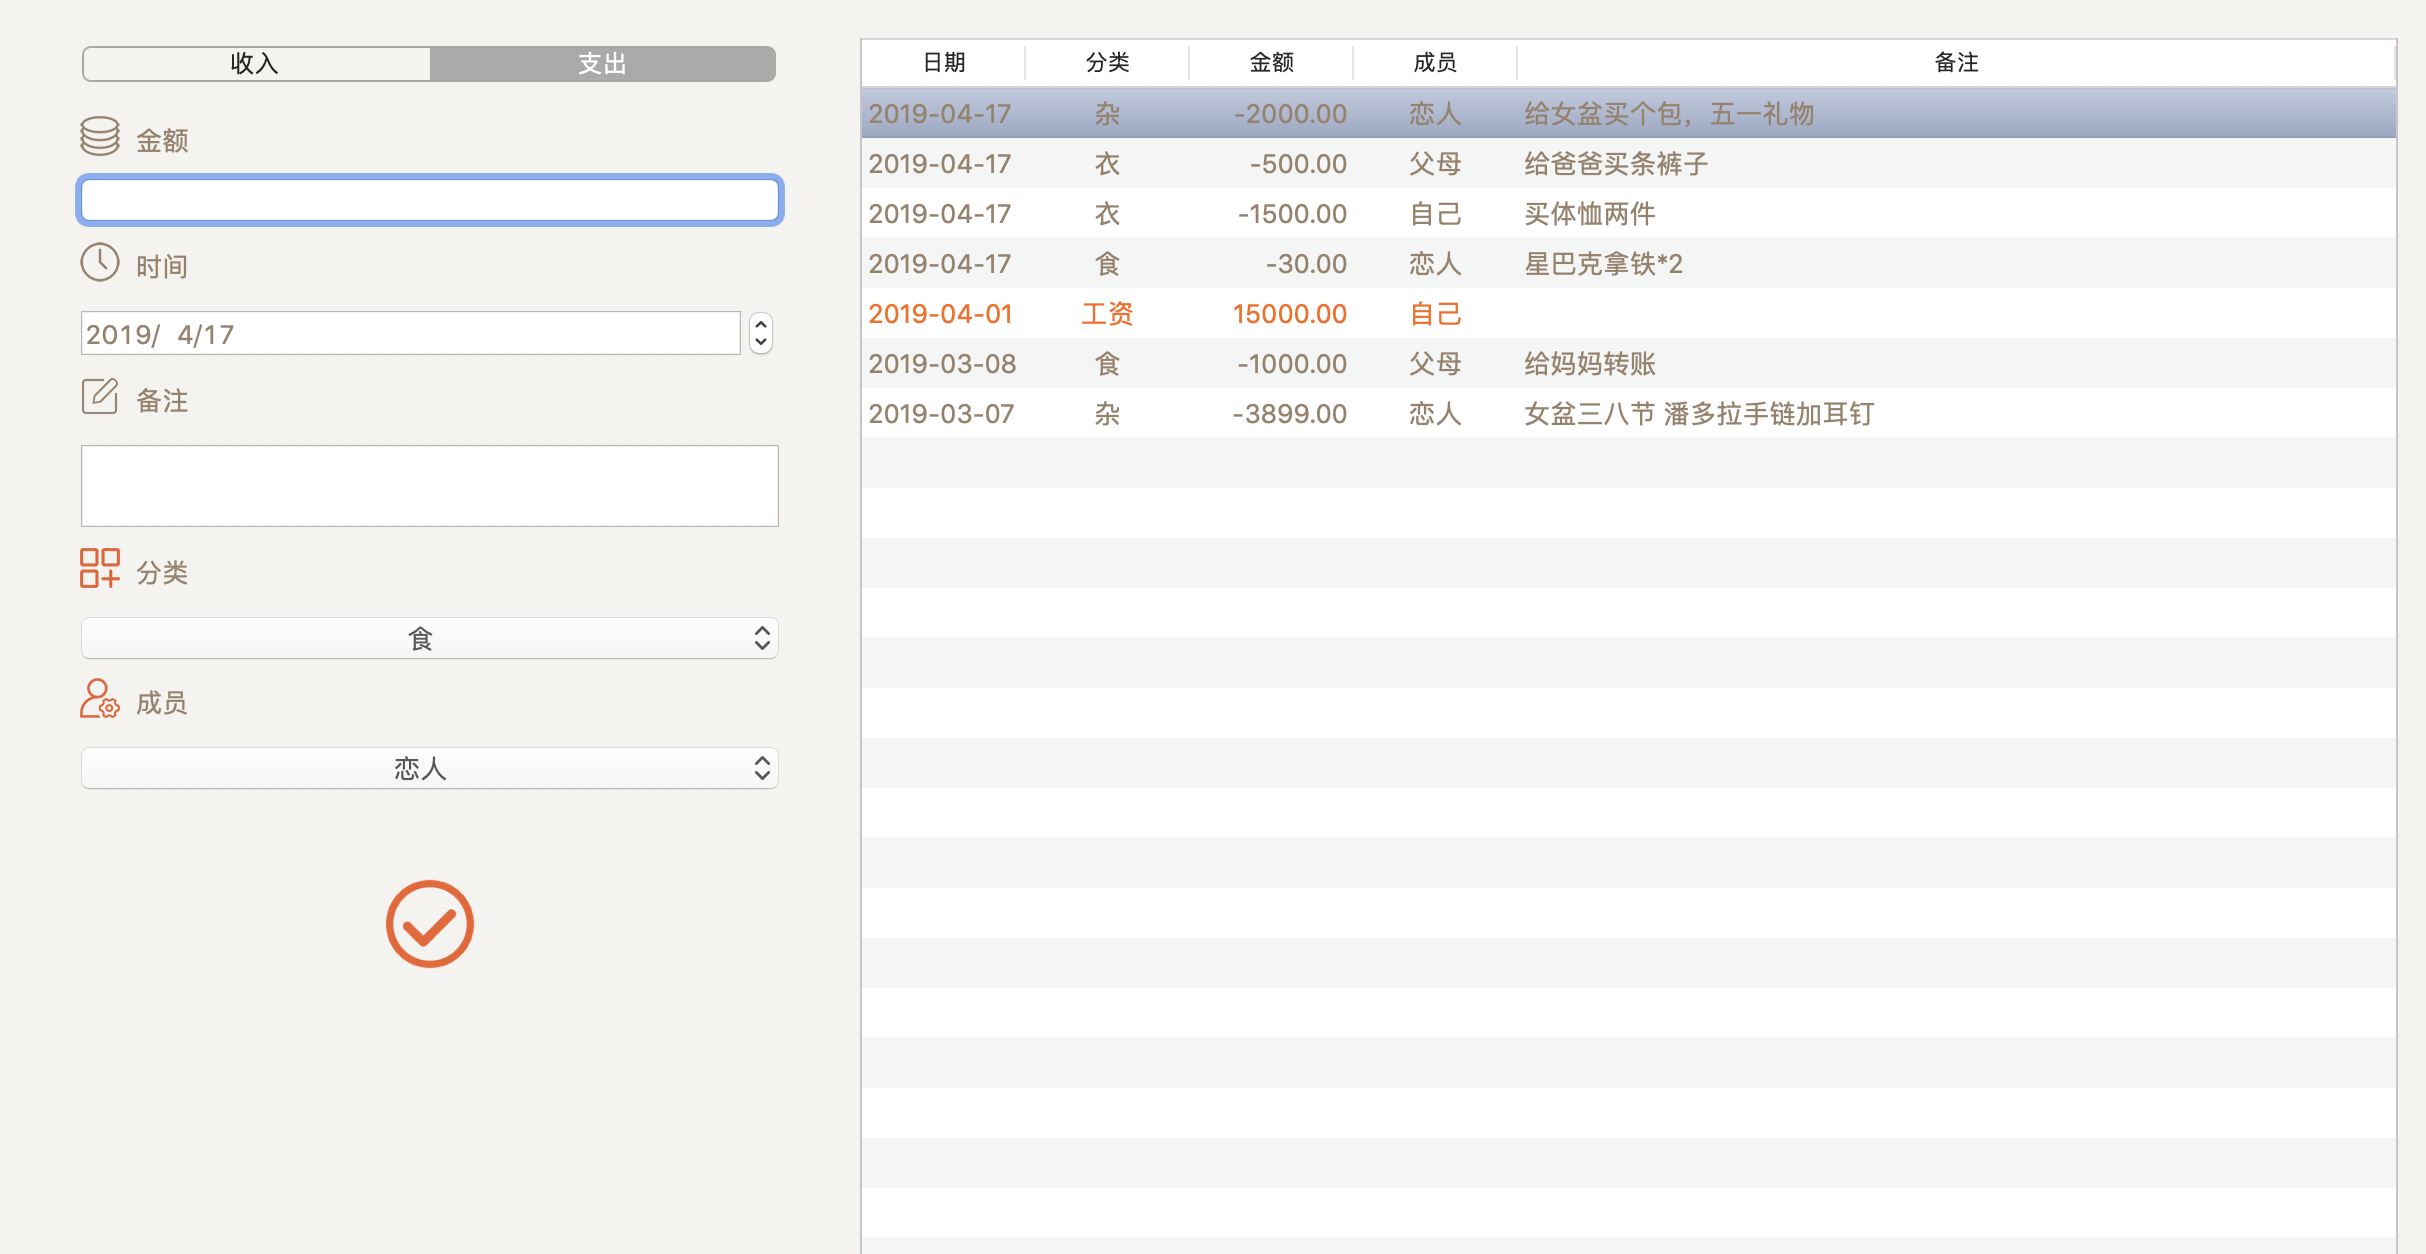 收入 支出
金额
时间
2019/ 4/17
备注
分类
食
成员
恋人
日期 分类 金额 成员 备注
2019-04-17 杂 -2000.00 恋人 给女盆买个包，五一礼物
2019-04-17 衣 -500.00 父母 给爸爸买条裤子
2019-04-17 衣 -1500.00 自己 买体恤两件
2019-04-17 食 -30.00 恋人 星巴克拿铁*2
2019-04-01 工资 15000.00 自己
2019-03-08 食 -1000.00 父母 给妈妈转账
2019-03-07 杂 -3899.00 恋人 女盆三八节 潘多拉手链加耳钉